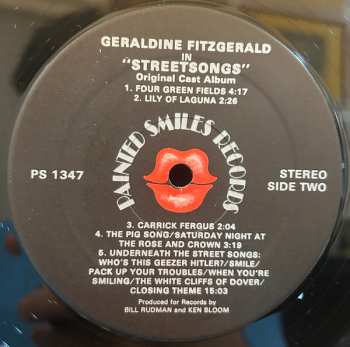 GERALDINE FITZGERALD
IN
"STREETSONGS"
Original Cast Album
1. FOUR GREEN FIELDS 4:17
2. LILY OF LAGUNA 2:26
PS 1347
STEREO
SIDE TWO
PAINTED SMILES RECORDS
3. CARRICK FERGUS 2:04
4. THE PIG SONG/SATURDAY NIGHT AT
THE ROSE AND CROWN 3:19
5. UNDERNEATH THE STREET SONGS:
WHO'S THIS GEEZER HITLER?/SMILE/
PACK UP YOUR TROUBLES/WHEN YOU'RE
SMILING/THE WHITE CLIFFS OF DOVER/
CLOSING THEME 15:03
Produced for Records by
BILL RUDMAN and KEN BLOOM